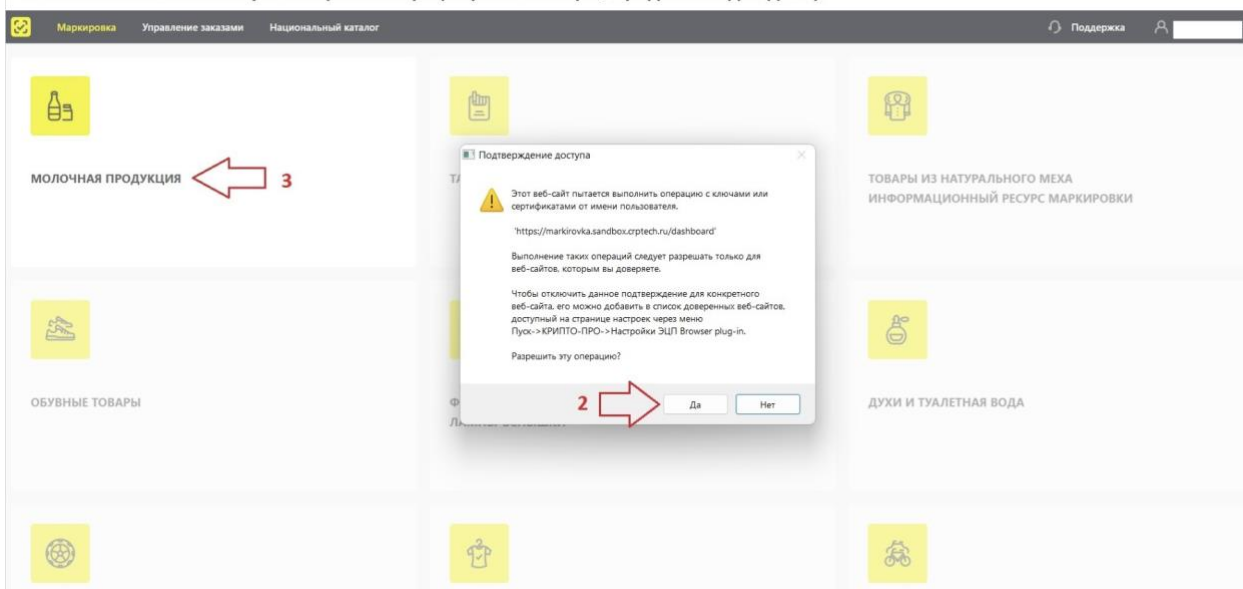 Маркировка Управление заказами Национальный каталог Поддержка
МОЛОЧНАЯ ПРОДУКЦИЯ 3
ТОВАРЫ ИЗ НАТУРАЛЬНОГО МЕХА
ИНФОРМАЦИОННЫЙ РЕСУРС МАРКИРОВКИ
Подтверждение доступа
Этот веб-сайт пытается выполнить операцию с ключами или
сертификатами от имени пользователя.
'https://markirovka.sandbox.crptech.ru/dashboard'
Выполнение таких операций следует разрешать только для
веб-сайтов, которым вы доверяете.
Чтобы отключить данное подтверждение для конкретного
веб-сайта, его можно добавить в список доверенных веб-сайтов,
доступный на странице настроек через меню
Пуск->КРИПТО-ПРО->Настройки ЭЦП Browser plug-in.
Разрешить эту операцию?
2 Да Нет
ОБУВНЫЕ ТОВАРЫ
ДУХИ И ТУАЛЕТНАЯ ВОДА